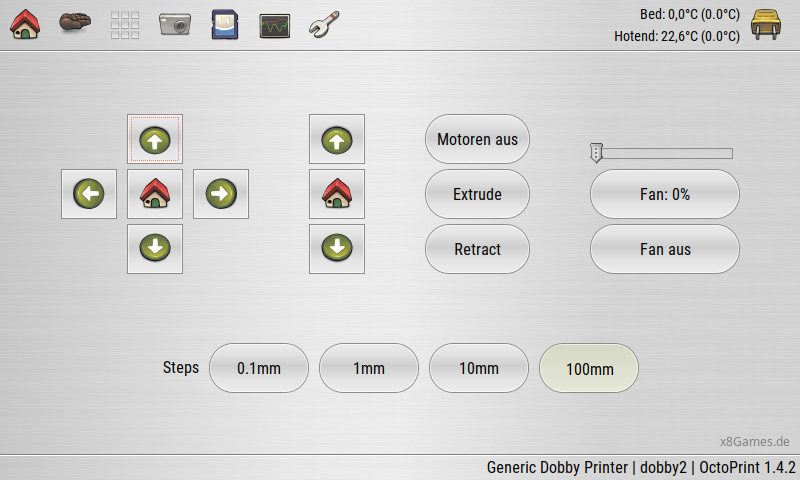 Bed: 0,0°C (0.0°C)
Hotend: 22,6°C (0.0°C)
Motoren aus
Extrude
Fan: 0%
Retract
Fan aus
Steps
0.1mm
1mm
10mm
100mm
x8Games.de
Generic Dobby Printer | dobby2 | OctoPrint 1.4.2